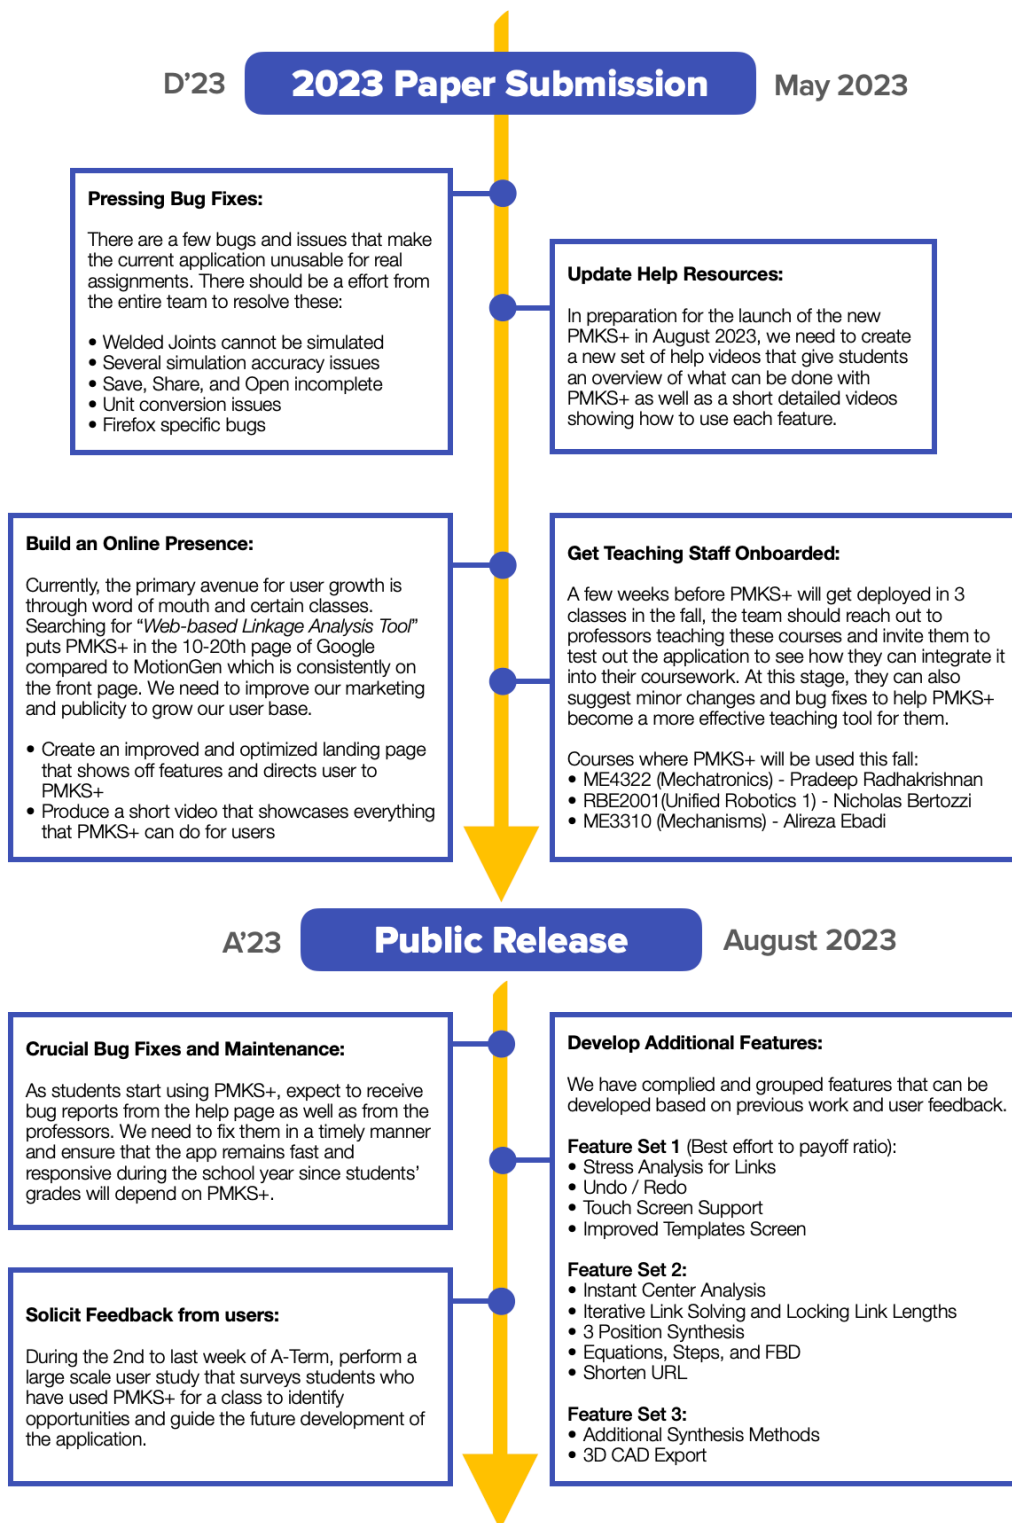 D’23
2023 Paper Submission
May 2023
Pressing Bug Fixes:
There are a few bugs and issues that make
the current application unusable for real
assignments. There should be a effort from
the entire team to resolve these:
• Welded Joints cannot be simulated
• Several simulation accuracy issues
• Save, Share, and Open incomplete
• Unit conversion issues
• Firefox specific bugs
Update Help Resources:
In preparation for the launch of the new
PMKS+ in August 2023, we need to create
a new set of help videos that give students
an overview of what can be done with
PMKS+ as well as a short detailed videos
showing how to use each feature.
Build an Online Presence:
Currently, the primary avenue for user growth is
through word of mouth and certain classes.
Searching for “Web-based Linkage Analysis Tool”
puts PMKS+ in the 10-20th page of Google
compared to MotionGen which is consistently on
the front page. We need to improve our marketing
and publicity to grow our user base.
• Create an improved and optimized landing page
that shows off features and directs user to
PMKS+
• Produce a short video that showcases everything
that PMKS+ can do for users
Get Teaching Staff Onboarded:
A few weeks before PMKS+ will get deployed in 3
classes in the fall, the team should reach out to
professors teaching these courses and invite them to
test out the application to see how they can integrate it
into their coursework. At this stage, they can also
suggest minor changes and bug fixes to help PMKS+
become a more effective teaching tool for them.
Courses where PMKS+ will be used this fall:
• ME4322 (Mechatronics) - Pradeep Radhakrishnan
• RBE2001(Unified Robotics 1) - Nicholas Bertozzi
• ME3310 (Mechanisms) - Alireza Ebadi
A’23
Public Release
August 2023
Crucial Bug Fixes and Maintenance:
As students start using PMKS+, expect to receive
bug reports from the help page as well as from the
professors. We need to fix them in a timely manner
and ensure that the app remains fast and
responsive during the school year since students’
grades will depend on PMKS+.
Develop Additional Features:
We have complied and grouped features that can be
developed based on previous work and user feedback.
Feature Set 1 (Best effort to payoff ratio):
• Stress Analysis for Links
• Undo / Redo
• Touch Screen Support
• Improved Templates Screen
Feature Set 2:
• Instant Center Analysis
• Iterative Link Solving and Locking Link Lengths
• 3 Position Synthesis
• Equations, Steps, and FBD
• Shorten URL
Feature Set 3:
• Additional Synthesis Methods
• 3D CAD Export
Solicit Feedback from users:
During the 2nd to last week of A-Term, perform a
large scale user study that surveys students who
have used PMKS+ for a class to identify
opportunities and guide the future development of
the application.